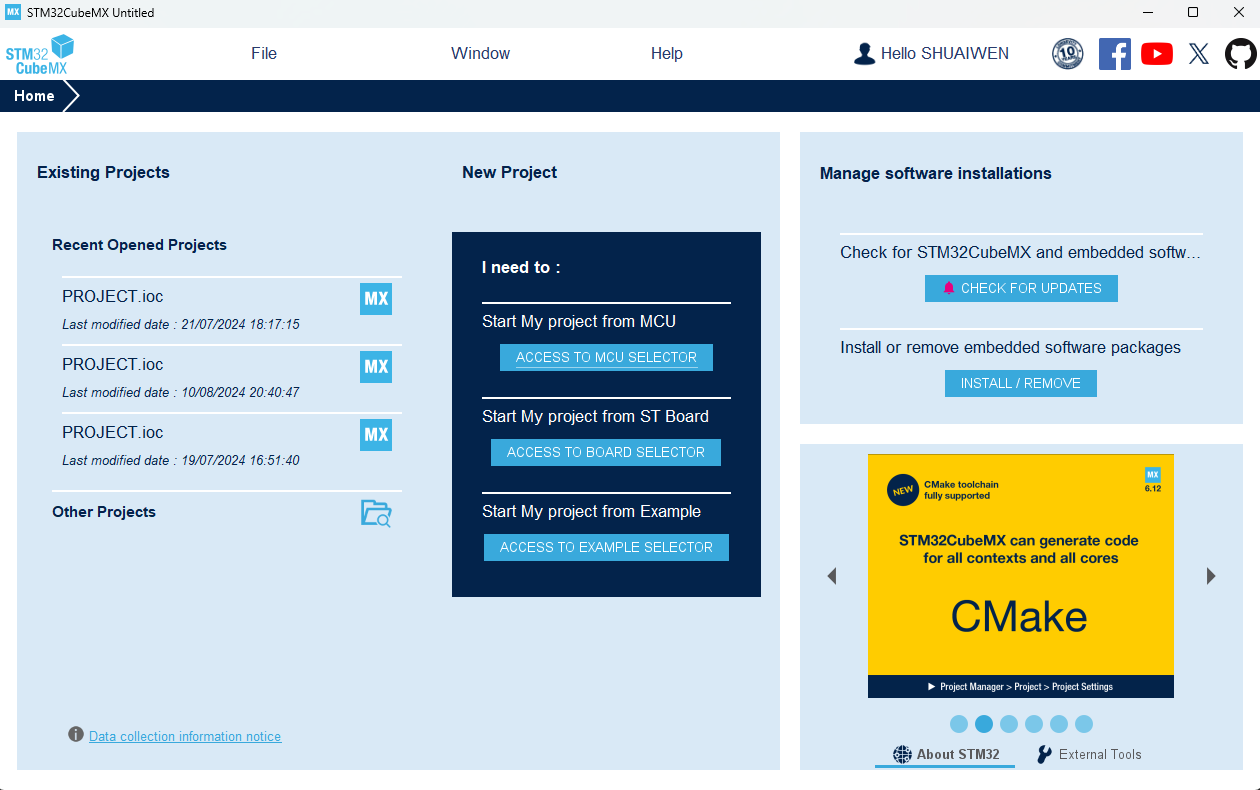 MX STM32CubeMX Untitled
STM32
CubeMX
File
Window
Help
Hello SHUAIWEN
10
Home
Existing Projects
Recent Opened Projects
PROJECT.ioc
MX
Last modified date : 21/07/2024 18:17:15
PROJECT.ioc
MX
Last modified date : 10/08/2024 20:40:47
PROJECT.ioc
MX
Last modified date : 19/07/2024 16:51:40
Other Projects
Data collection information notice
New Project
I need to :
Start My project from MCU
ACCESS TO MCU SELECTOR
Start My project from ST Board
ACCESS TO BOARD SELECTOR
Start My project from Example
ACCESS TO EXAMPLE SELECTOR
Manage software installations
Check for STM32CubeMX and embedded softw...
CHECK FOR UPDATES
Install or remove embedded software packages
INSTALL / REMOVE
NEW
CMake toolchain
fully supported
MX
6.12
STM32CubeMX can generate code
for all contexts and all cores
CMake
Project Manager > Project > Project Settings
About STM32
External Tools